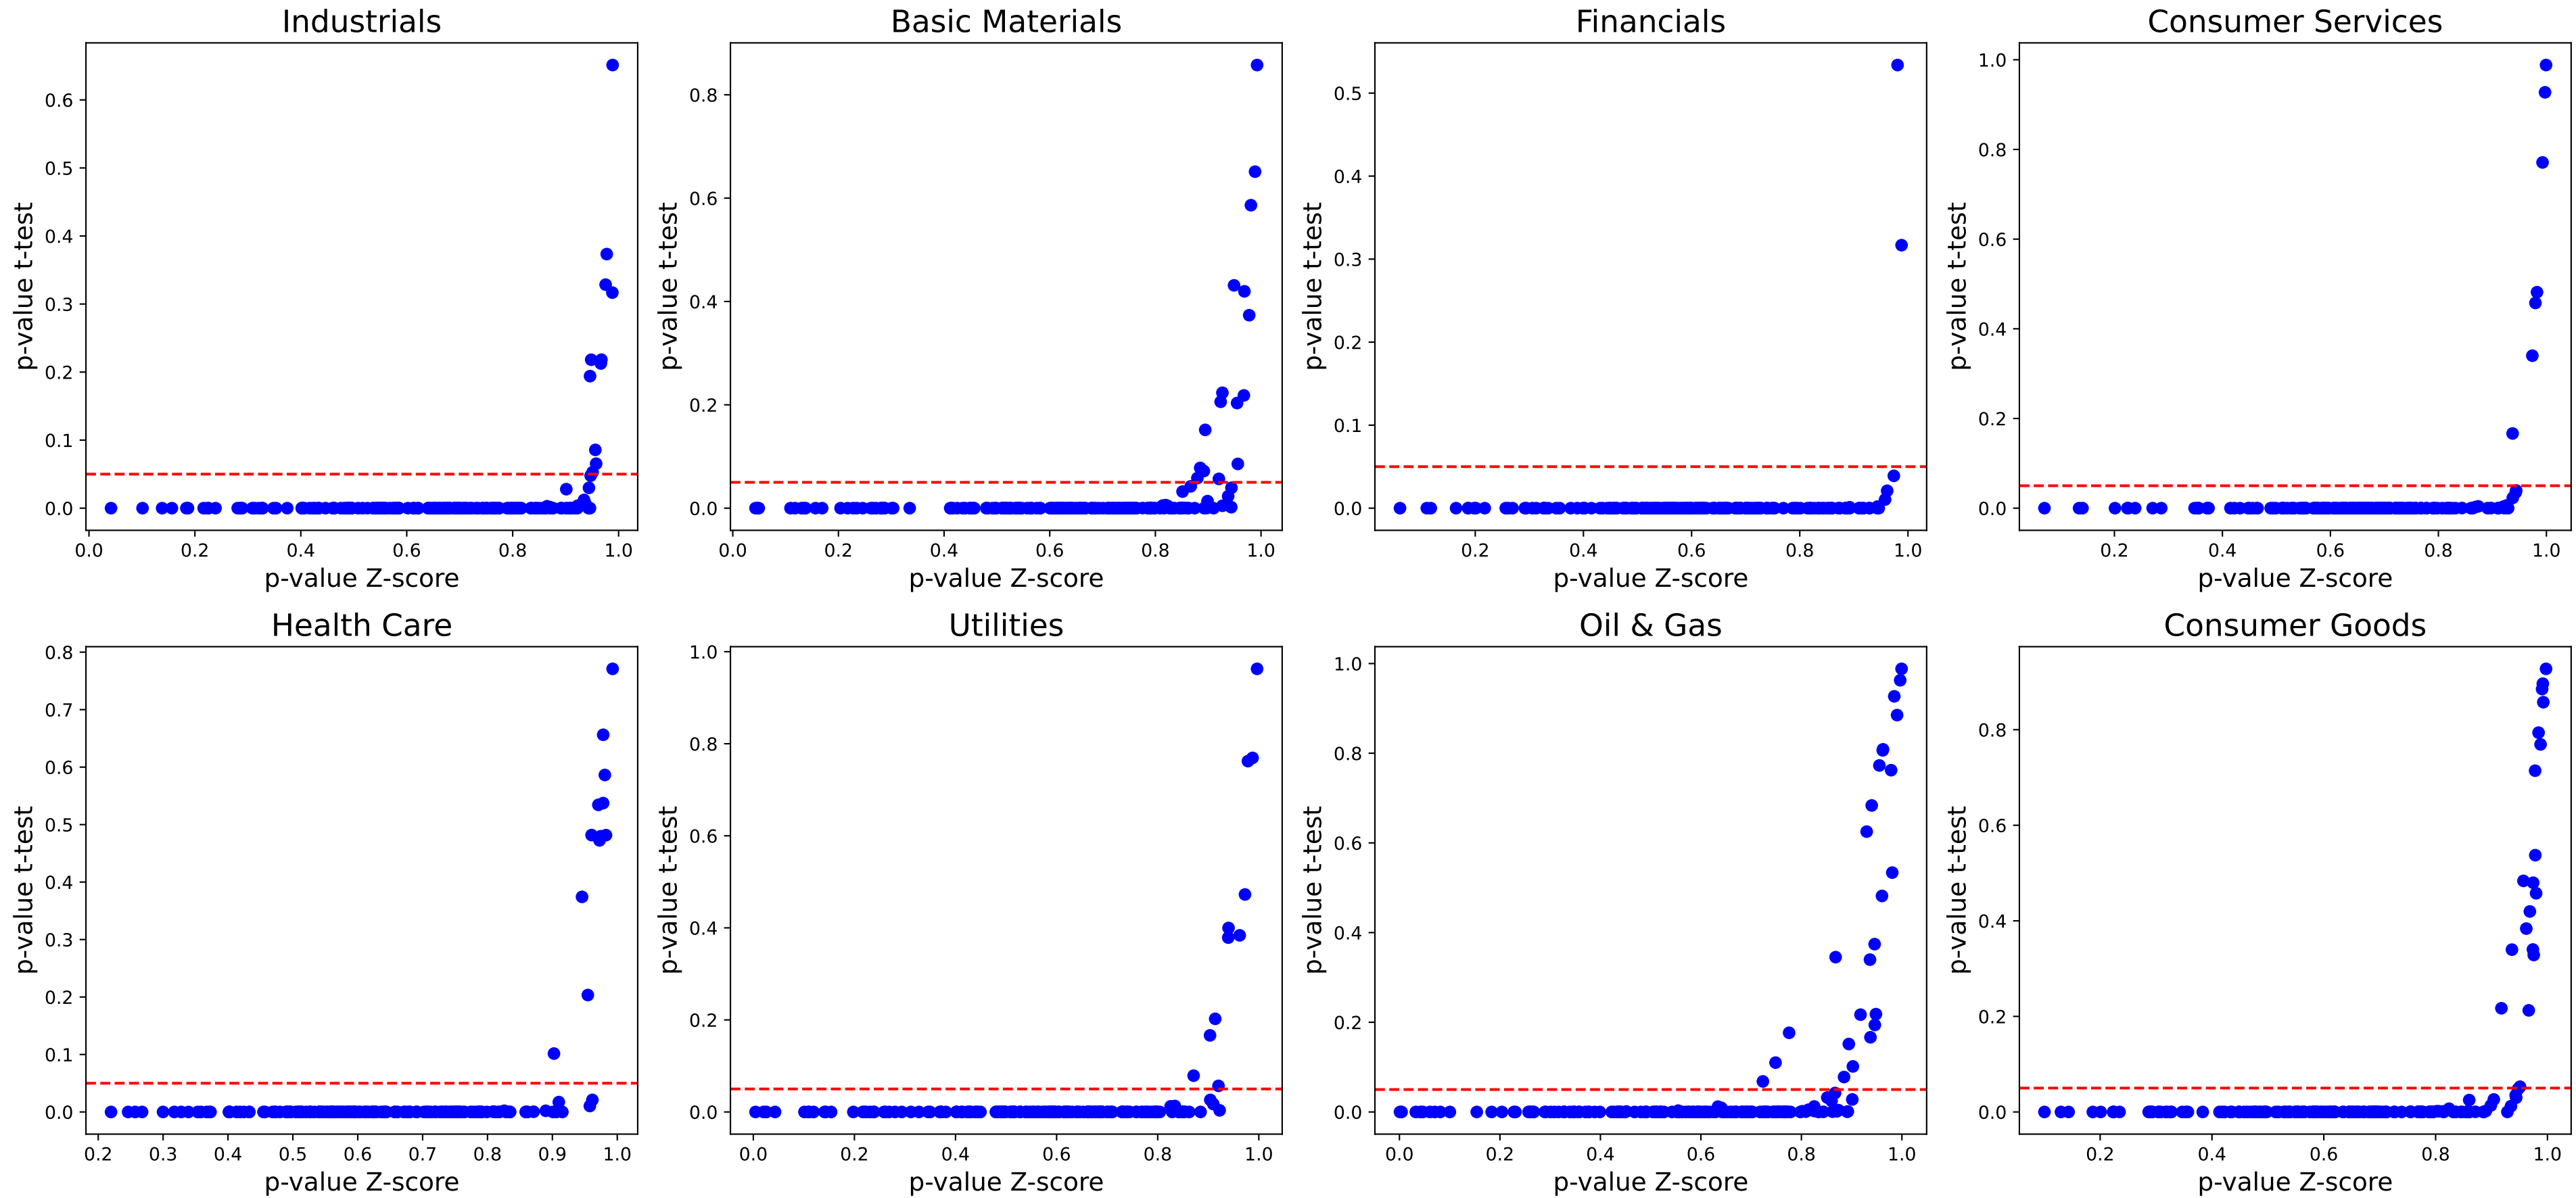 Industrials
0.6
0.5
0.4
0.3
0.2
0.1
0.0
p-value t-test
0.0 0.2 0.4 0.6 0.8 1.0
p-value Z-score
Basic Materials
0.8
0.6
0.4
0.2
0.0
p-value t-test
0.0 0.2 0.4 0.6 0.8 1.0
p-value Z-score
Financials
0.5
0.4
0.3
0.2
0.1
0.0
p-value t-test
0.2 0.4 0.6 0.8 1.0
p-value Z-score
Consumer Services
1.0
0.8
0.6
0.4
0.2
0.0
p-value t-test
0.2 0.4 0.6 0.8 1.0
p-value Z-score
Health Care
0.8
0.7
0.6
0.5
0.4
0.3
0.2
0.1
0.0
p-value t-test
0.2 0.3 0.4 0.5 0.6 0.7 0.8 0.9 1.0
p-value Z-score
Utilities
1.0
0.8
0.6
0.4
0.2
0.0
p-value t-test
0.0 0.2 0.4 0.6 0.8 1.0
p-value Z-score
Oil & Gas
1.0
0.8
0.6
0.4
0.2
0.0
p-value t-test
0.0 0.2 0.4 0.6 0.8 1.0
p-value Z-score
Consumer Goods
0.8
0.6
0.4
0.2
0.0
p-value t-test
0.2 0.4 0.6 0.8 1.0
p-value Z-score